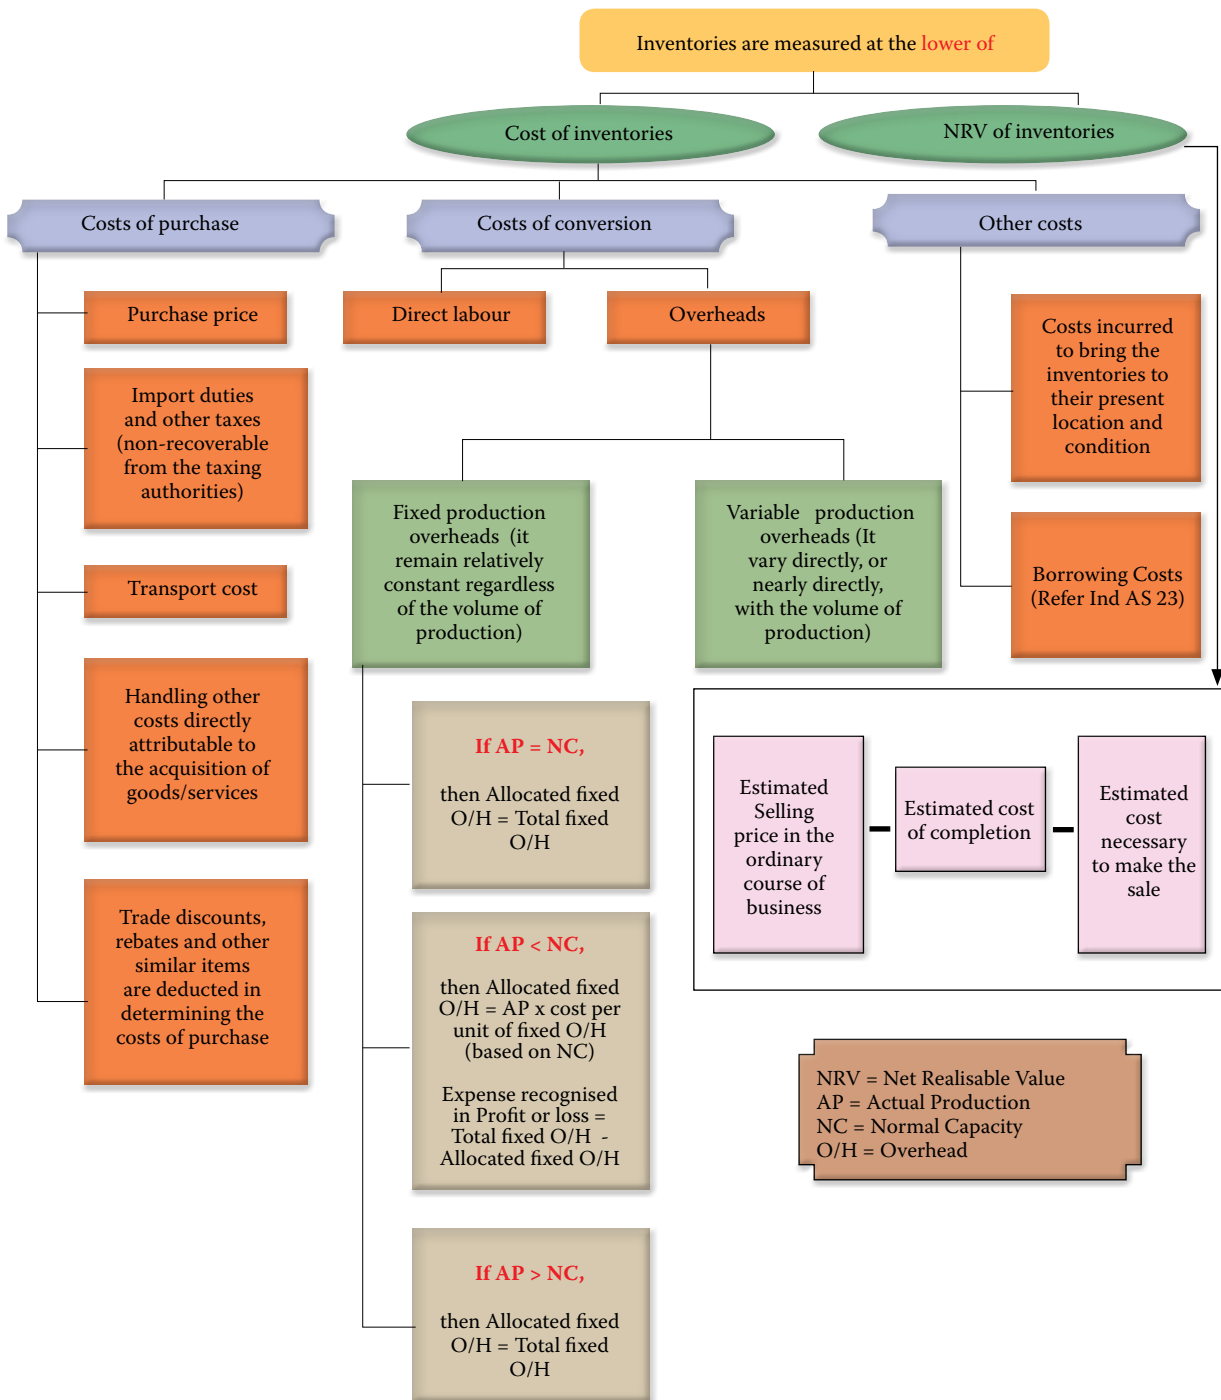 Inventories are measured at the lower of
Cost of inventories
NRV of inventories
Costs of purchase
Costs of conversion
Other costs
Purchase price
Import duties
and other taxes
(non-recoverable
from the taxing
authorities)
Transport cost
Handling other
costs directly
attributable to
the acquisition of
goods/services
Trade discounts,
rebates and other
similar items
are deducted in
determining the
costs of purchase
Direct labour
Overheads
Fixed production
overheads (it
remain relatively
constant regardless
of the volume of
production)
Variable production
overheads (It
vary directly, or
nearly directly,
with the volume of
production)
If AP = NC,
then Allocated fixed
O/H = Total fixed
O/H
If AP < NC,
then Allocated fixed
O/H = AP x cost per
unit of fixed O/H
(based on NC)
Expense recognised
in Profit or loss =
Total fixed O/H -
Allocated fixed O/H
If AP > NC,
then Allocated fixed
O/H = Total fixed
O/H
Costs incurred
to bring the
inventories to
their present
location and
condition
Borrowing Costs
(Refer Ind AS 23)
Estimated
Selling
price in the
ordinary
course of
business
-
Estimated cost
of completion
-
Estimated
cost
necessary
to make the
sale
NRV = Net Realisable Value
AP = Actual Production
NC = Normal Capacity
O/H = Overhead